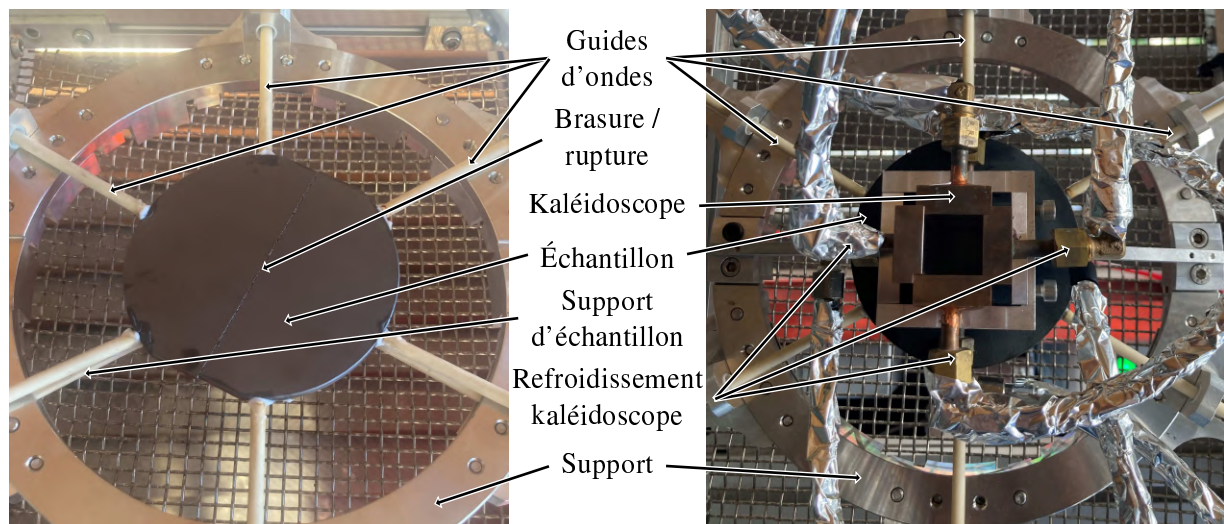 Guides
d'ondes
Brasure /
rupture
Kaléidoscope
Échantillon
Support
d'échantillon
Refroidissement
kaléidoscope
Support